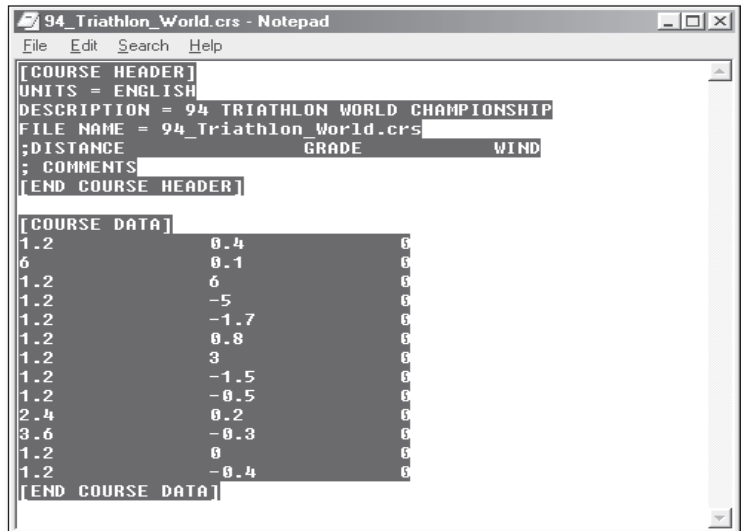 94_Triathlon_World.crs - Notepad
File Edit Search Help
[COURSE HEADER]
UNITS = ENGLISH
DESCRIPTION = 94 TRIATHLON WORLD CHAMPIONSHIP
FILE NAME = 94_Triathlon_World.crs
;DISTANCE GRADE WIND
; COMMENTS
[END COURSE HEADER]
[COURSE DATA]
1.2 0.4 0
6 0.1 0
1.2 6 0
1.2 -5 0
1.2 -1.7 0
1.2 0.8 0
1.2 3 0
1.2 -1.5 0
1.2 -0.5 0
2.4 0.2 0
3.6 -0.3 0
1.2 0 0
1.2 -0.4 0
[END COURSE DATA]